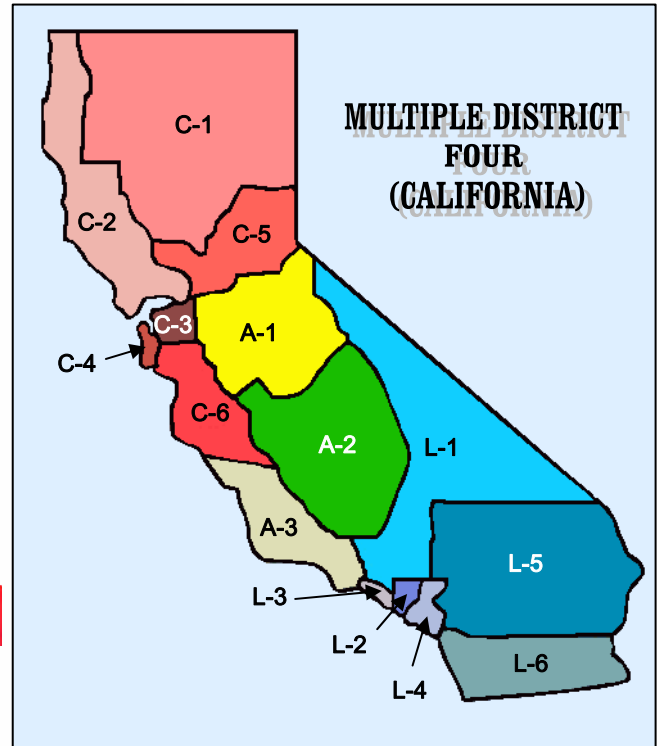 MULTIPLE DISTRICT
FOUR
(CALIFORNIA)
C-1
C-2
C-5
C-3
A-1
C-4
C-6
A-2
L-1
A-3
L-5
L-3
L-2
L-6
L-4